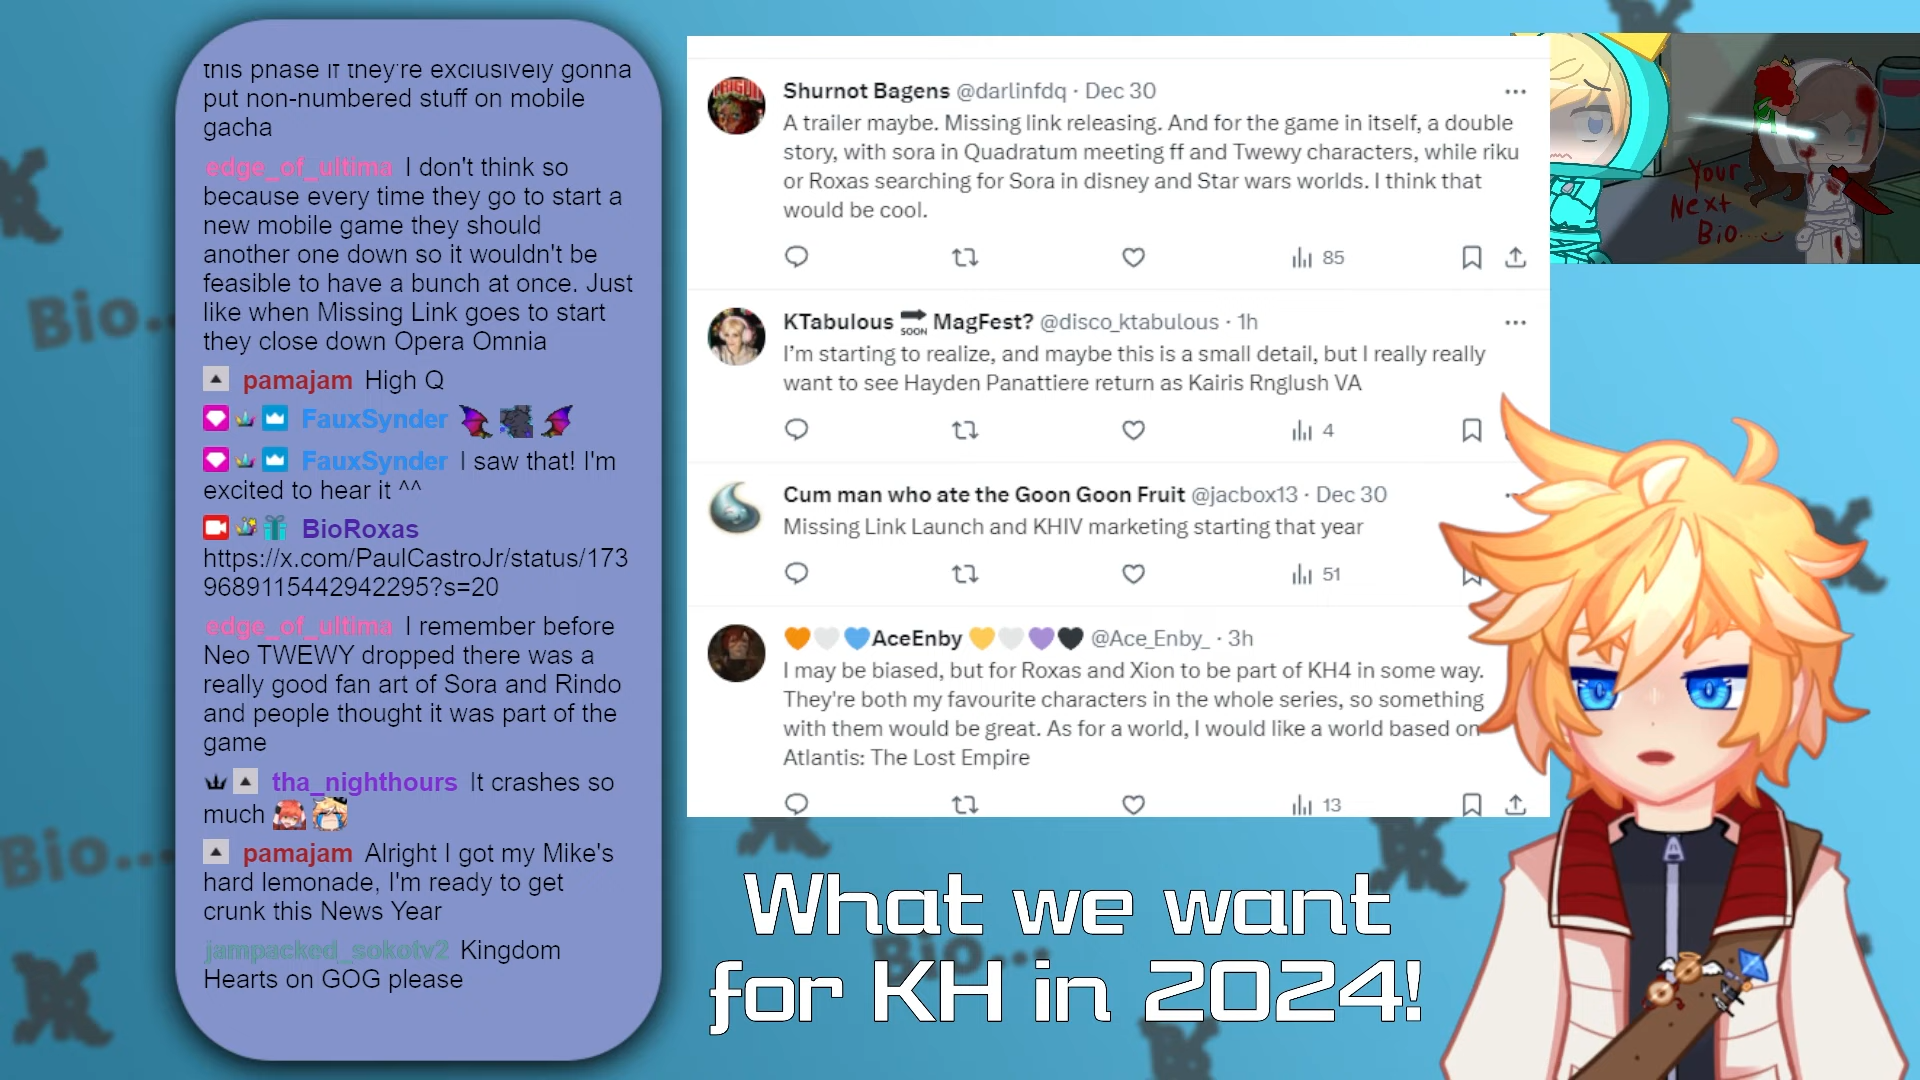 this phase if they're exclusively gonna
put non-numbered stuff on mobile
gacha
edge_of_ultima I don't think so
because every time they go to start a
new mobile game they should
another one down so it wouldn't be
feasible to have a bunch at once. Just
like when Missing Link goes to start
they close down Opera Omnia
pamajam High Q
FauxSynder
FauxSynder I saw that! I'm
excited to hear it ^^
BioRoxas
https://x.com/PaulCastroJr/status/173
9689115442942295?s=20
edge_of_ultima I remember before
Neo TWEWY dropped there was a
really good fan art of Sora and Rindo
and people thought it was part of the
game
tha_nighthours It crashes so
much
pamajam Alright I got my Mike's
hard lemonade, I'm ready to get
crunk this News Year
jampacked_sokotv2 Kingdom
Hearts on GOG please
Shurnot Bagens @darlinfdq · Dec 30
A trailer maybe. Missing link releasing. And for the game in itself, a double
story, with sora in Quadratum meeting ff and Twewy characters, while riku
or Roxas searching for Sora in disney and Star wars worlds. I think that
would be cool.
85
KTabulous SOON MagFest? @disco_ktabulous · 1h
I'm starting to realize, and maybe this is a small detail, but I really really
want to see Hayden Panattiere return as Kairis Rnglush VA
4
Cum man who ate the Goon Goon Fruit @jacbox13 · Dec 30
Missing Link Launch and KHIV marketing starting that year
51
AceEnby @Ace_Enby_ · 3h
I may be biased, but for Roxas and Xion to be part of KH4 in some way.
They're both my favourite characters in the whole series, so something
with them would be great. As for a world, I would like a world based on
Atlantis: The Lost Empire
13
Your
Next
Bio...
What we want
for KH in 2024!
Bio...
Bio...
Bio...